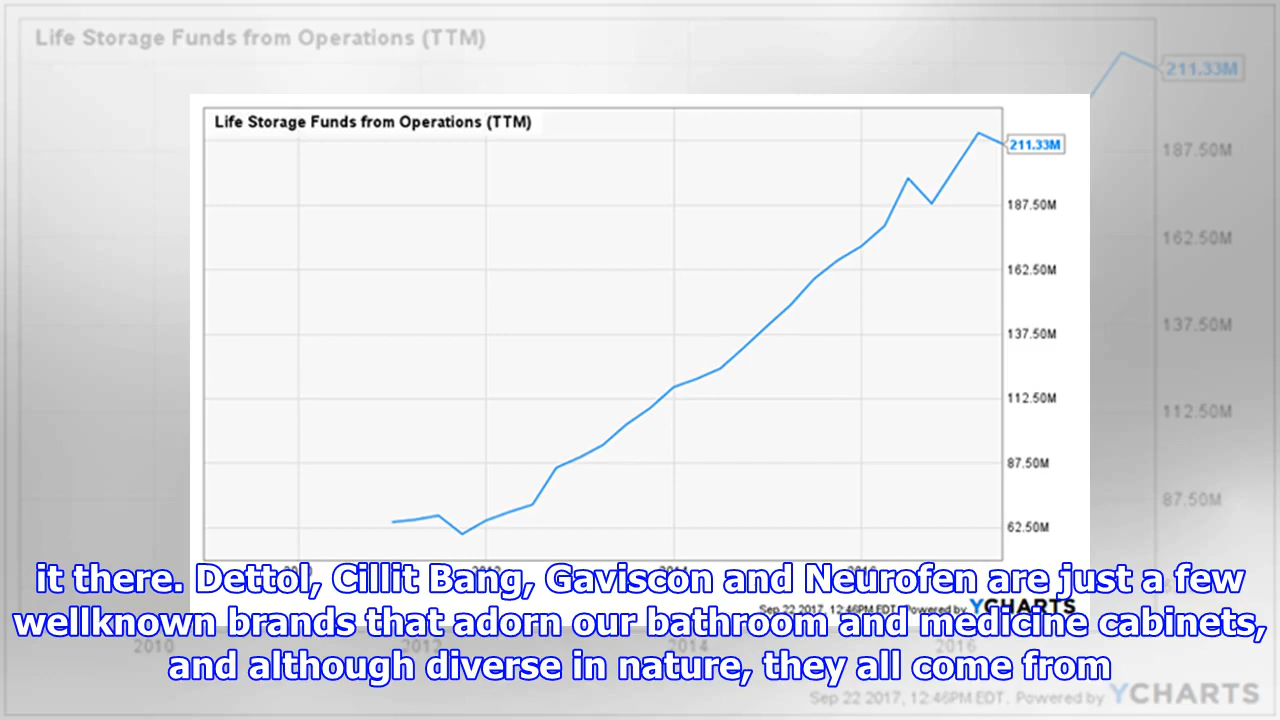 Life Storage Funds from Operations (TTM)
211.33M
187.50M
162.50M
137.50M
112.50M
87.50M
2010
2012
2014
2016
Life Storage Funds from Operations (TTM)
211.33M
187.50M
162.50M
137.50M
112.50M
87.50M
62.50M
Sep 22 2017, 12:46PM EDT. Powered by YCHARTS
it there. Dettol, Cillit Bang, Gaviscon and Neurofen are just a few
wellknown brands that adorn our bathroom and medicine cabinets,
and although diverse in nature, they all come from
Sep 22 2017, 12:46PM EDT. Powered by YCHARTS